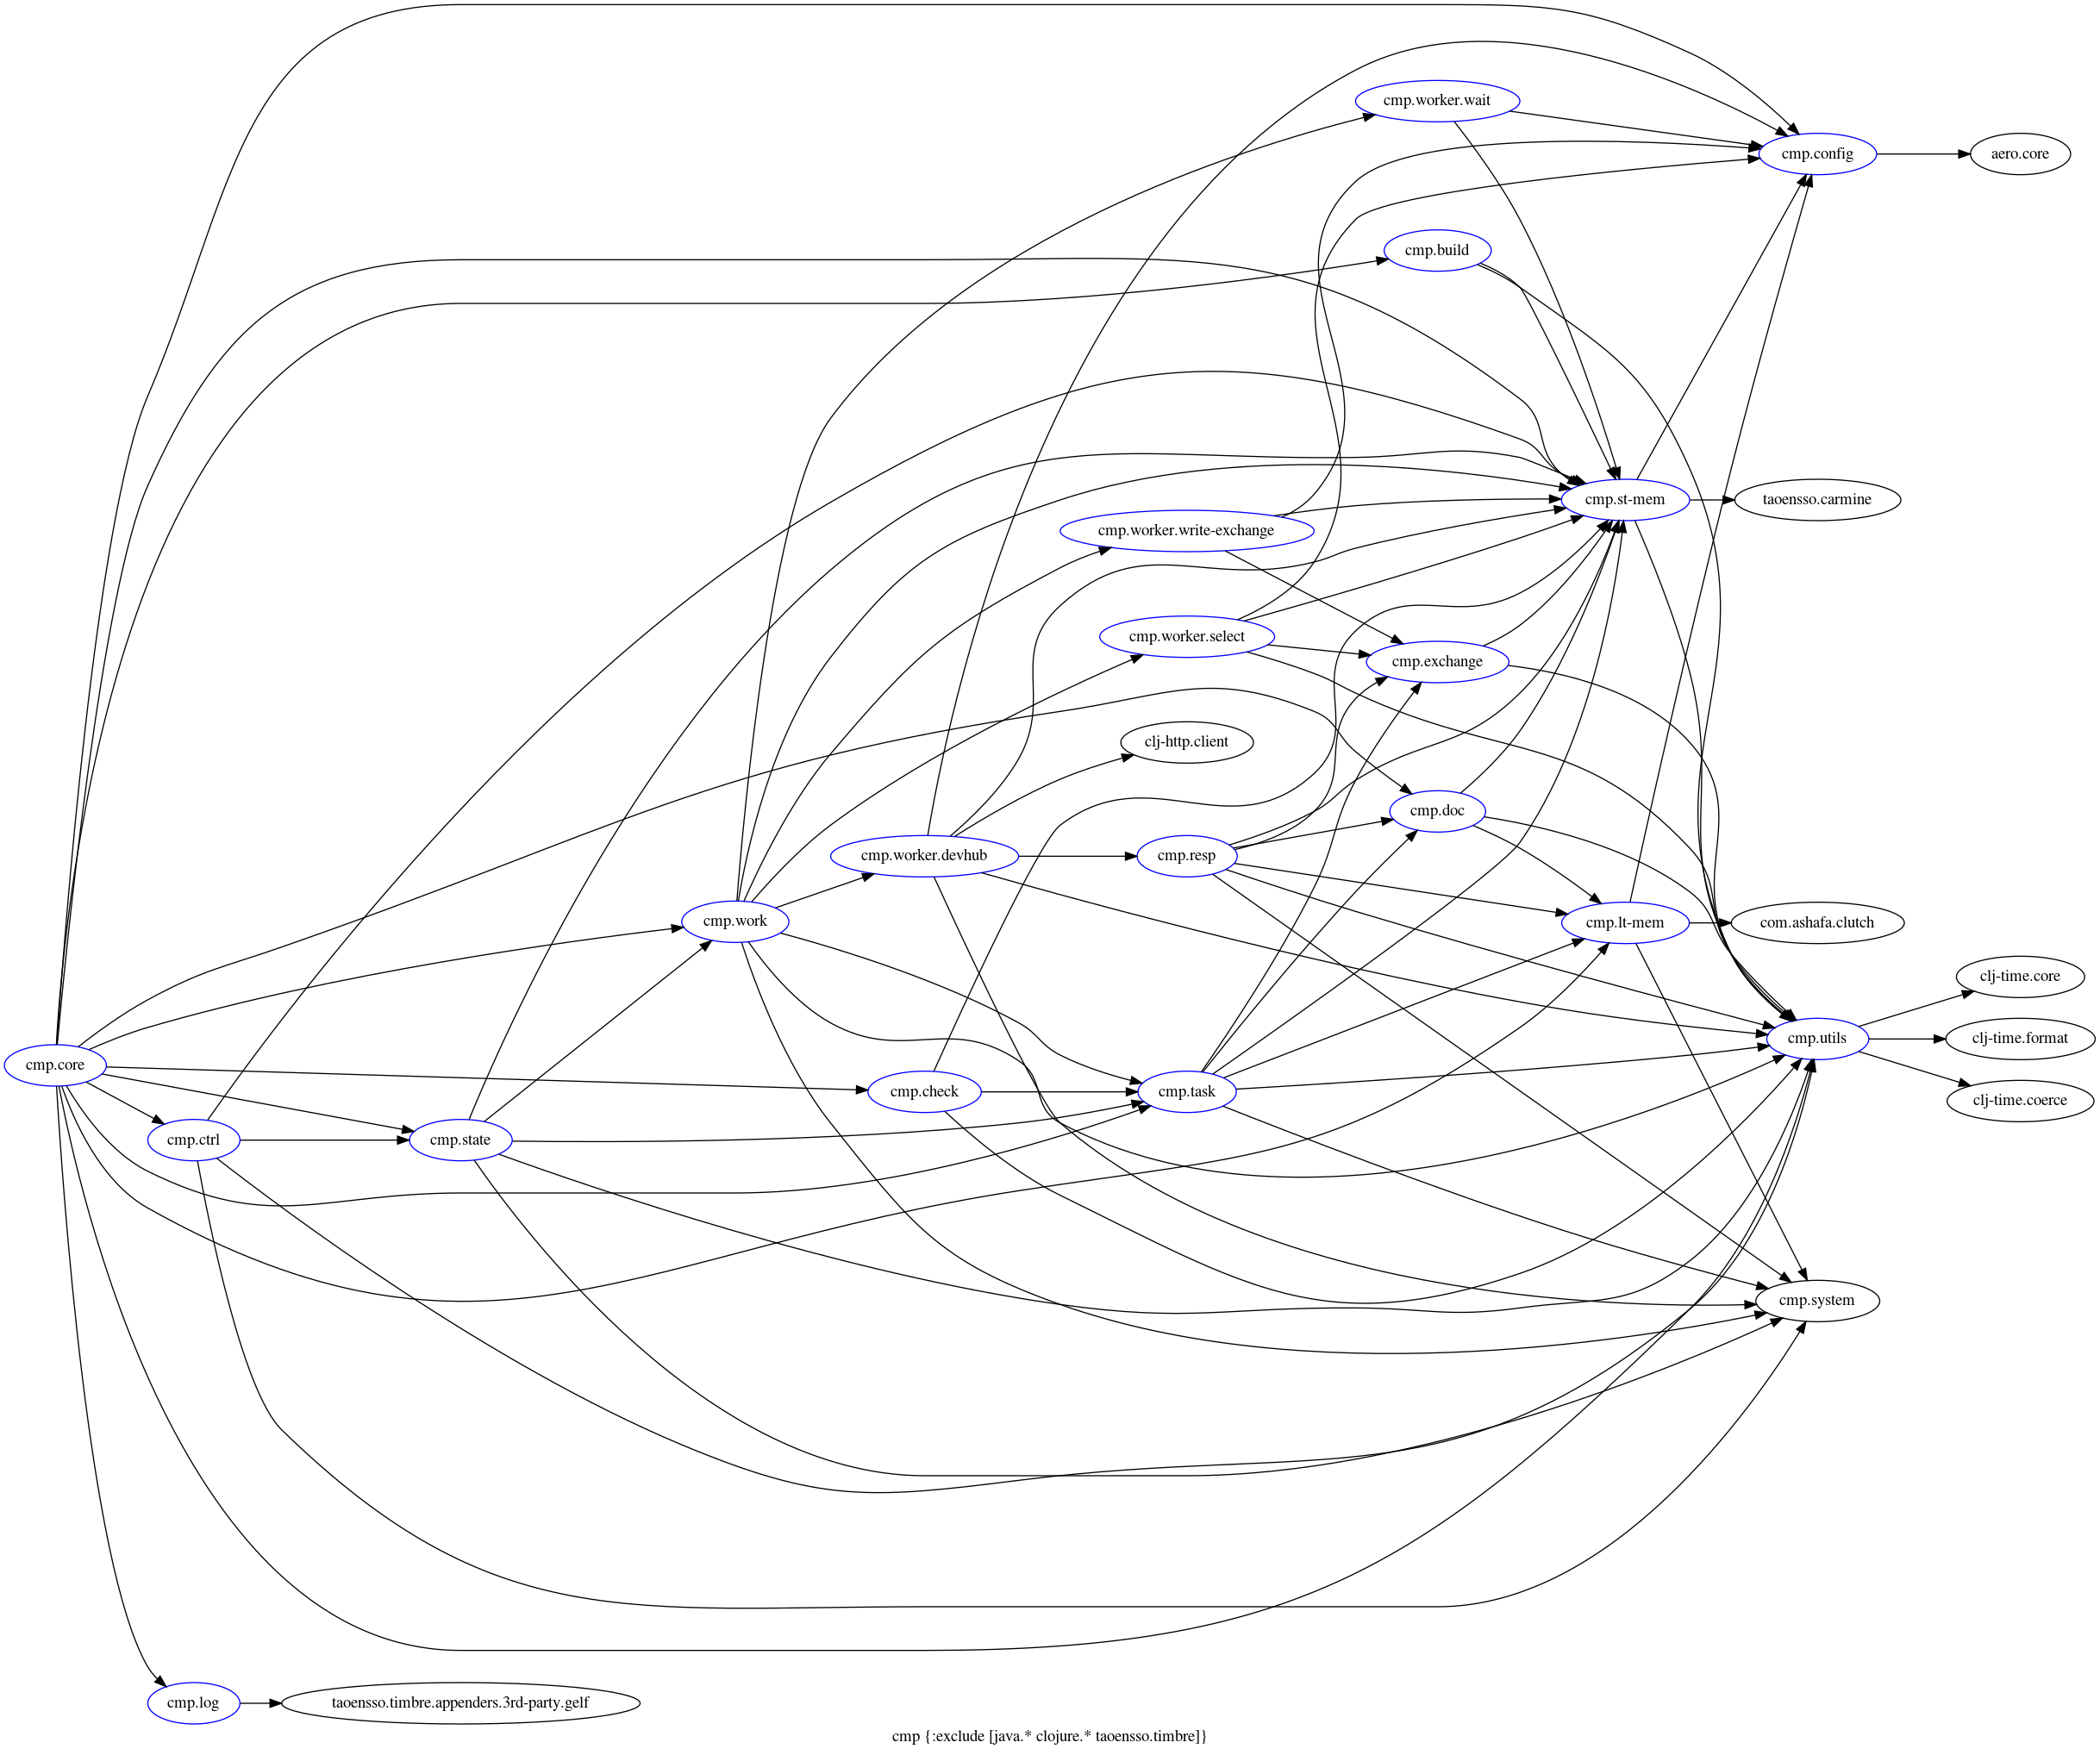 cmp.worker.wait
cmp.config
aero.core
cmp.build
cmp.st-mem
taoensso.carmine
cmp.worker.write-exchange
cmp.worker.select
cmp.exchange
clj-http.client
cmp.doc
cmp.worker.devhub
cmp.resp
cmp.work
cmp.lt-mem
com.ashafa.clutch
clj-time.core
cmp.utils
clj-time.format
cmp.core
cmp.check
cmp.task
clj-time.coerce
cmp.ctrl
cmp.state
cmp.system
cmp.log
taoensso.timbre.appenders.3rd-party.gelf
cmp {:exclude [java.* clojure.* taoensso.timbre]}